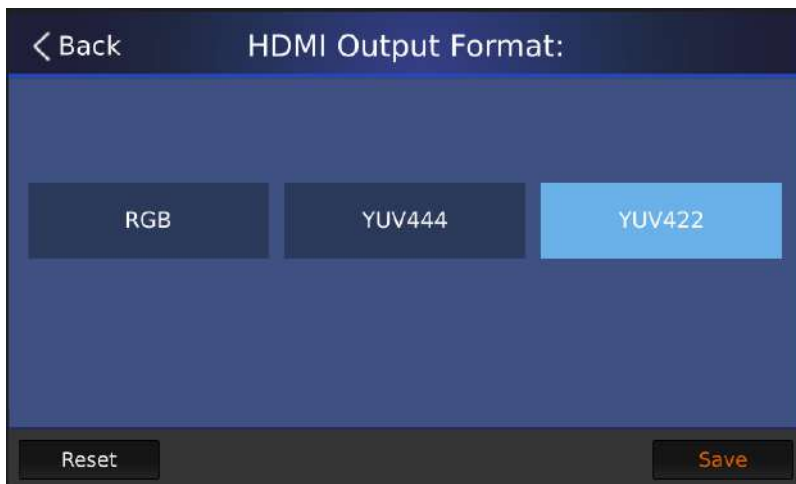 Back
HDMI Output Format:
RGB
YUV444
YUV422
Reset
Save